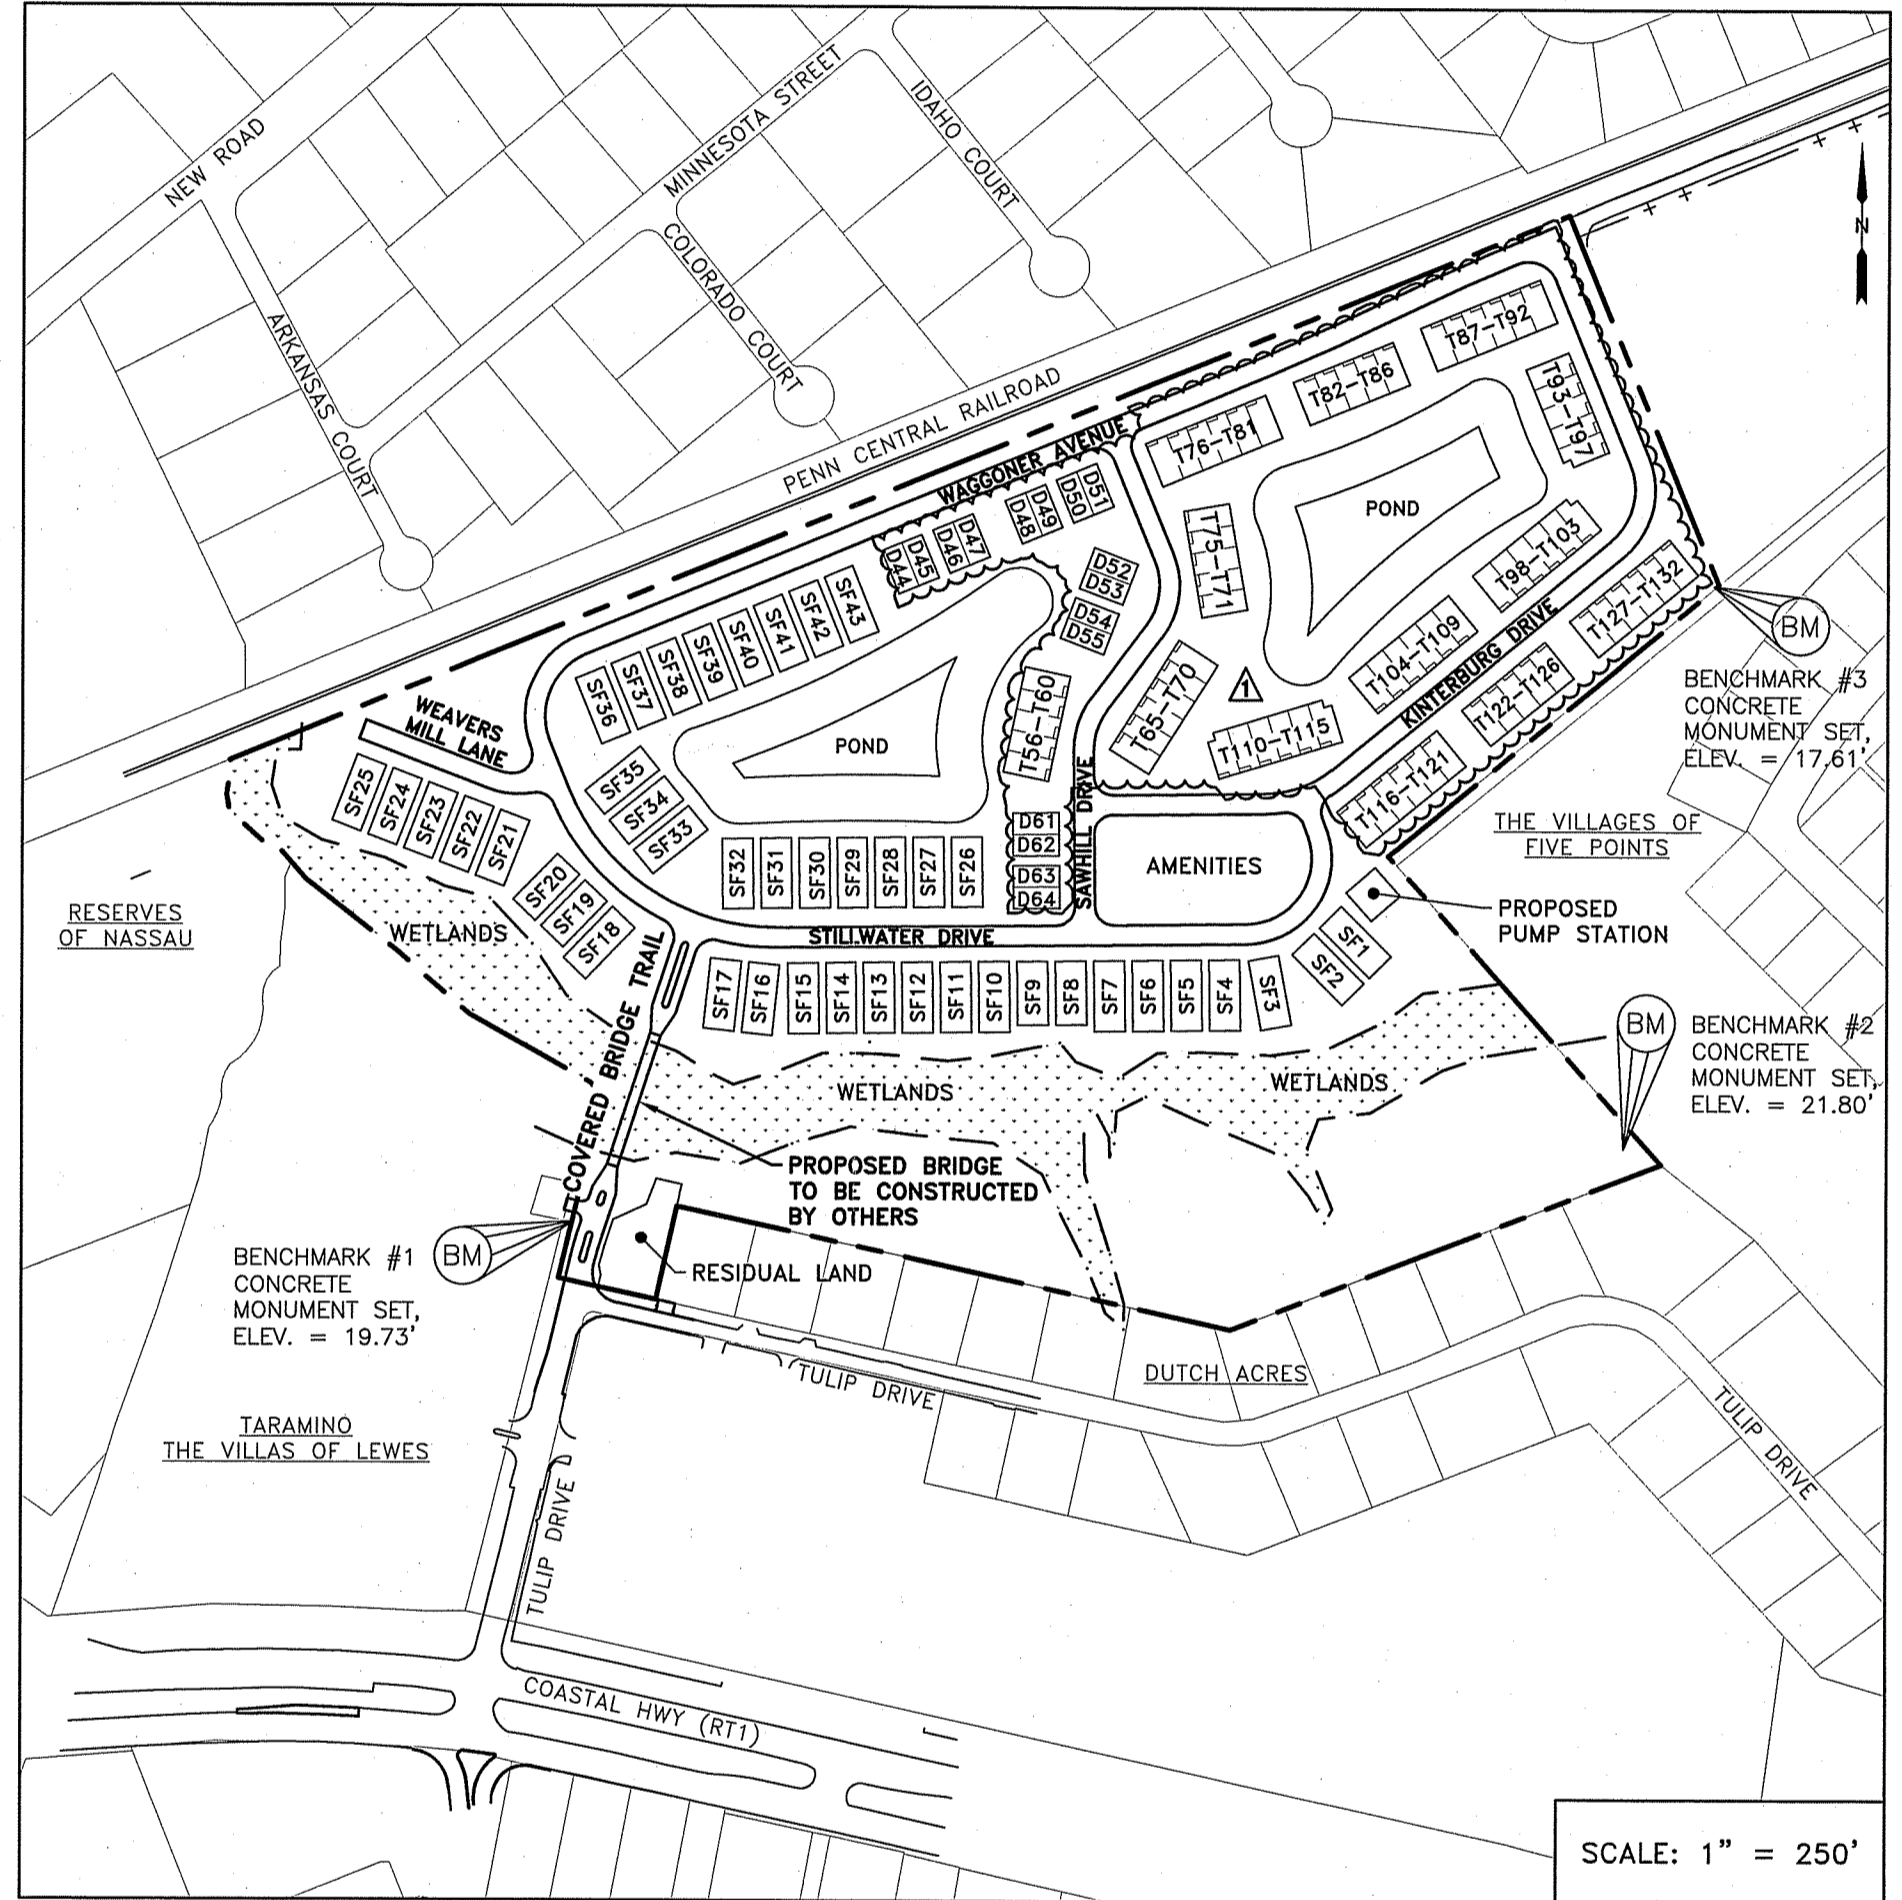 NEW ROAD
MINNESOTA STREET
IDAHO COURT
COLORADO COURT
ARKANSAS COURT
N
PENN CENTRAL RAILROAD
WAGGONER AVENUE
T87-T92
T82-T86
T93-T97
T76-T81
POND
T75-T71
T98-T103
T104-T109
KINTERBURG DRIVE
T127-T132
T122-T126
T116-T121
T110-T115
T65-T70
1
D51
D50
D49
D48
D47
D46
D45
D44
D52
D53
D54
D55
T56-T60
SF43
SF42
SF41
SF40
SF39
SF38
SF37
SF36
POND
SF35
SF34
SF33
WEAVERS
MILL LANE
SF25
SF24
SF23
SF22
SF21
SF20
SF19
SF18
SF32
SF31
SF30
SF29
SF28
SF27
SF26
D61
D62
D63
D64
SAWHILL DRIVE
AMENITIES
STILLWATER DRIVE
BM
BENCHMARK #3
CONCRETE
MONUMENT SET,
ELEV. = 17.61'
THE VILLAGES OF
FIVE POINTS
PROPOSED
PUMP STATION
RESERVES
OF NASSAU
WETLANDS
COVERED BRIDGE TRAIL
SF17
SF16
SF15
SF14
SF13
SF12
SF11
SF10
SF9
SF8
SF7
SF6
SF5
SF4
SF3
SF2
SF1
BM
BENCHMARK #2
CONCRETE
MONUMENT SET,
ELEV. = 21.80'
WETLANDS
WETLANDS
PROPOSED BRIDGE
TO BE CONSTRUCTED
BY OTHERS
BM
BENCHMARK #1
CONCRETE
MONUMENT SET,
ELEV. = 19.73'
RESIDUAL LAND
TULIP DRIVE
DUTCH ACRES
TULIP DRIVE
TARAMINO
THE VILLAS OF LEWES
TULIP DRIVE
COASTAL HWY (RT1)
SCALE: 1" = 250'